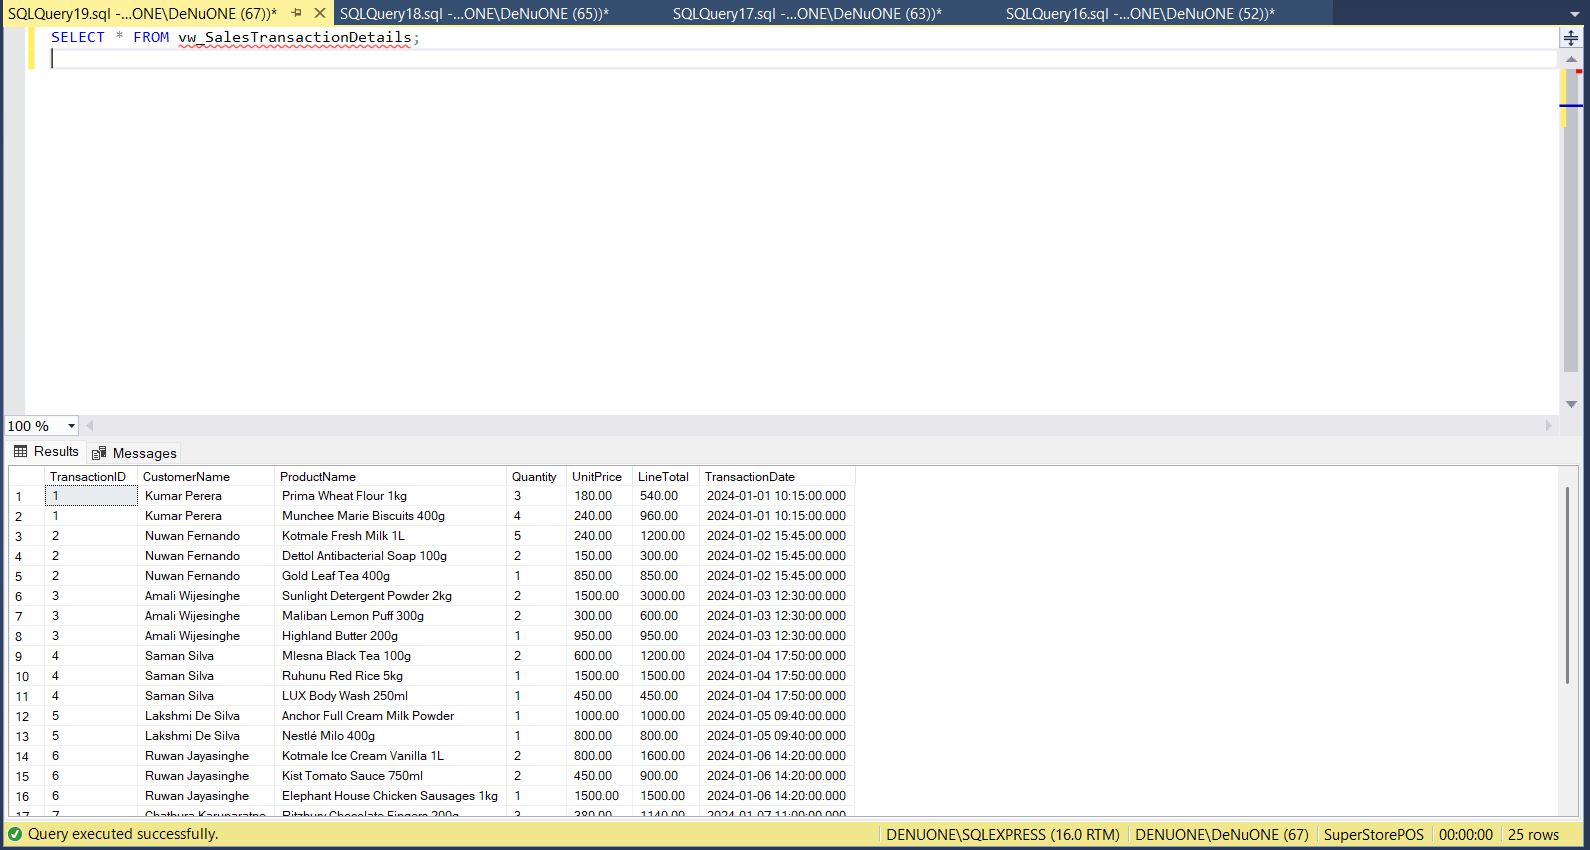 SQLQuery19.sql -...ONE\DeNuONE (67))* SQLQuery18.sql -...ONE\DeNuONE (65))* SQLQuery17.sql -...ONE\DeNuONE (63))* SQLQuery16.sql -...ONE\DeNuONE (52))*
SELECT * FROM vw_SalesTransactionDetails;
100 %
Results Messages
TransactionID CustomerName ProductName Quantity UnitPrice LineTotal TransactionDate
1 1 Kumar Perera Prima Wheat Flour 1kg 3 180.00 540.00 2024-01-01 10:15:00.000
2 1 Kumar Perera Munchee Marie Biscuits 400g 4 240.00 960.00 2024-01-01 10:15:00.000
3 2 Nuwan Fernando Kotmale Fresh Milk 1L 5 240.00 1200.00 2024-01-02 15:45:00.000
4 2 Nuwan Fernando Dettol Antibacterial Soap 100g 2 150.00 300.00 2024-01-02 15:45:00.000
5 2 Nuwan Fernando Gold Leaf Tea 400g 1 850.00 850.00 2024-01-02 15:45:00.000
6 3 Amali Wijesinghe Sunlight Detergent Powder 2kg 2 1500.00 3000.00 2024-01-03 12:30:00.000
7 3 Amali Wijesinghe Maliban Lemon Puff 300g 2 300.00 600.00 2024-01-03 12:30:00.000
8 3 Amali Wijesinghe Highland Butter 200g 1 950.00 950.00 2024-01-03 12:30:00.000
9 4 Saman Silva Mlesna Black Tea 100g 2 600.00 1200.00 2024-01-04 17:50:00.000
10 4 Saman Silva Ruhunu Red Rice 5kg 1 1500.00 1500.00 2024-01-04 17:50:00.000
11 4 Saman Silva LUX Body Wash 250ml 1 450.00 450.00 2024-01-04 17:50:00.000
12 5 Lakshmi De Silva Anchor Full Cream Milk Powder 1 1000.00 1000.00 2024-01-05 09:40:00.000
13 5 Lakshmi De Silva Nestlé Milo 400g 1 800.00 800.00 2024-01-05 09:40:00.000
14 6 Ruwan Jayasinghe Kotmale Ice Cream Vanilla 1L 2 800.00 1600.00 2024-01-06 14:20:00.000
15 6 Ruwan Jayasinghe Kist Tomato Sauce 750ml 2 450.00 900.00 2024-01-06 14:20:00.000
16 6 Ruwan Jayasinghe Elephant House Chicken Sausages 1kg 1 1500.00 1500.00 2024-01-06 14:20:00.000
17 7 Chathura Karunaratne Ritzbury Chocolate Fingers 200g 3 380.00 1140.00 2024-01-07 11:00:00.000
Query executed successfully. DENUONE\SQLEXPRESS (16.0 RTM) DENUONE\DeNuONE (67) SuperStorePOS 00:00:00 25 rows